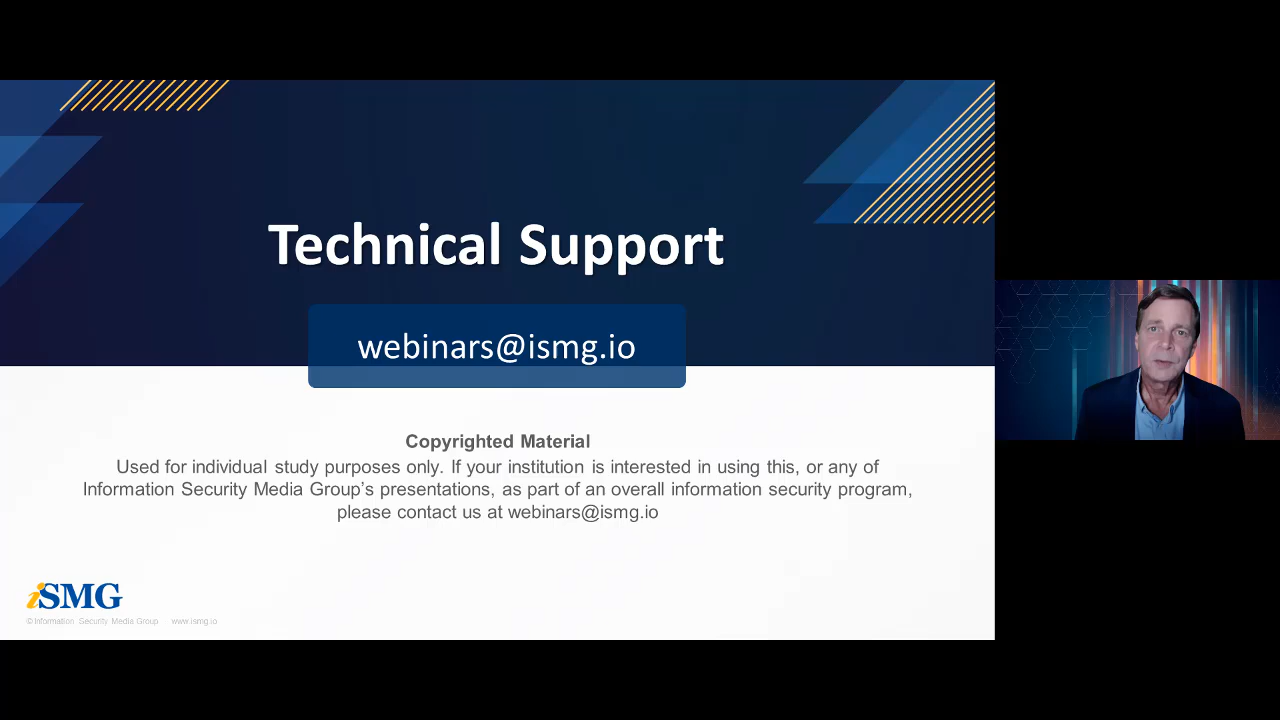 Technical Support
webinars@ismg.io
Copyrighted Material
Used for individual study purposes only. If your institution is interested in using this, or any of
Information Security Media Group's presentations, as part of an overall information security program,
please contact us at webinars@ismg.io
iSMG
©Information Security Media Group www.ismg.io